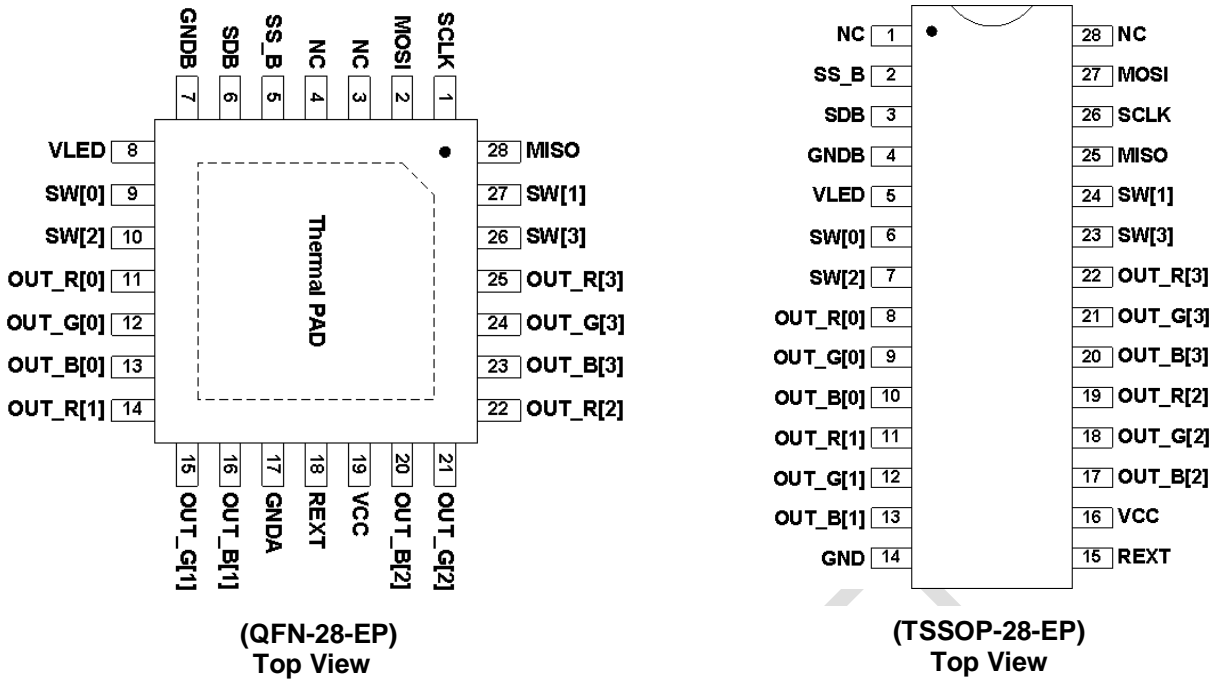 GNDB
SDB
SS_B
NC
NC
MOSI
SCLK
7
6
5
4
3
2
1
VLED 8
SW[0] 9
SW[2] 10
OUT_R[0] 11
OUT_G[0] 12
OUT_B[0] 13
OUT_R[1] 14
Thermal PAD
28 MISO
27 SW[1]
26 SW[3]
25 OUT_R[3]
24 OUT_G[3]
23 OUT_B[3]
22 OUT_R[2]
15
16
17
18
19
20
21
OUT_G[1]
OUT_B[1]
GNDA
REXT
VCC
OUT_B[2]
OUT_G[2]
(QFN-28-EP)
Top View
NC 1
SS_B 2
SDB 3
GNDB 4
VLED 5
SW[0] 6
SW[2] 7
OUT_R[0] 8
OUT_G[0] 9
OUT_B[0] 10
OUT_R[1] 11
OUT_G[1] 12
OUT_B[1] 13
GND 14
28 NC
27 MOSI
26 SCLK
25 MISO
24 SW[1]
23 SW[3]
22 OUT_R[3]
21 OUT_G[3]
20 OUT_B[3]
19 OUT_R[2]
18 OUT_G[2]
17 OUT_B[2]
16 VCC
15 REXT
(TSSOP-28-EP)
Top View